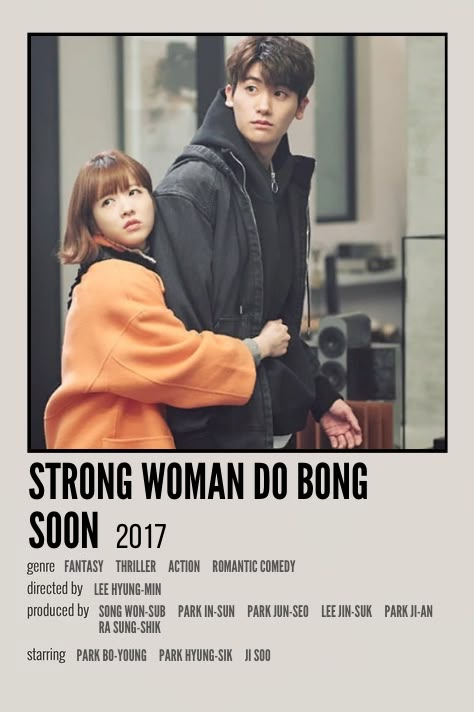 STRONG WOMAN DO BONG
SOON 2017
genre FANTASY THRILLER ACTION ROMANTIC COMEDY
directed by LEE HYUNG-MIN
produced by SONG WON-SUB PARK IN-SUN PARK JUN-SEO LEE JIN-SUK PARK JI-AN
RA SUNG-SHIK
starring PARK BO-YOUNG PARK HYUNG-SIK JI SOO